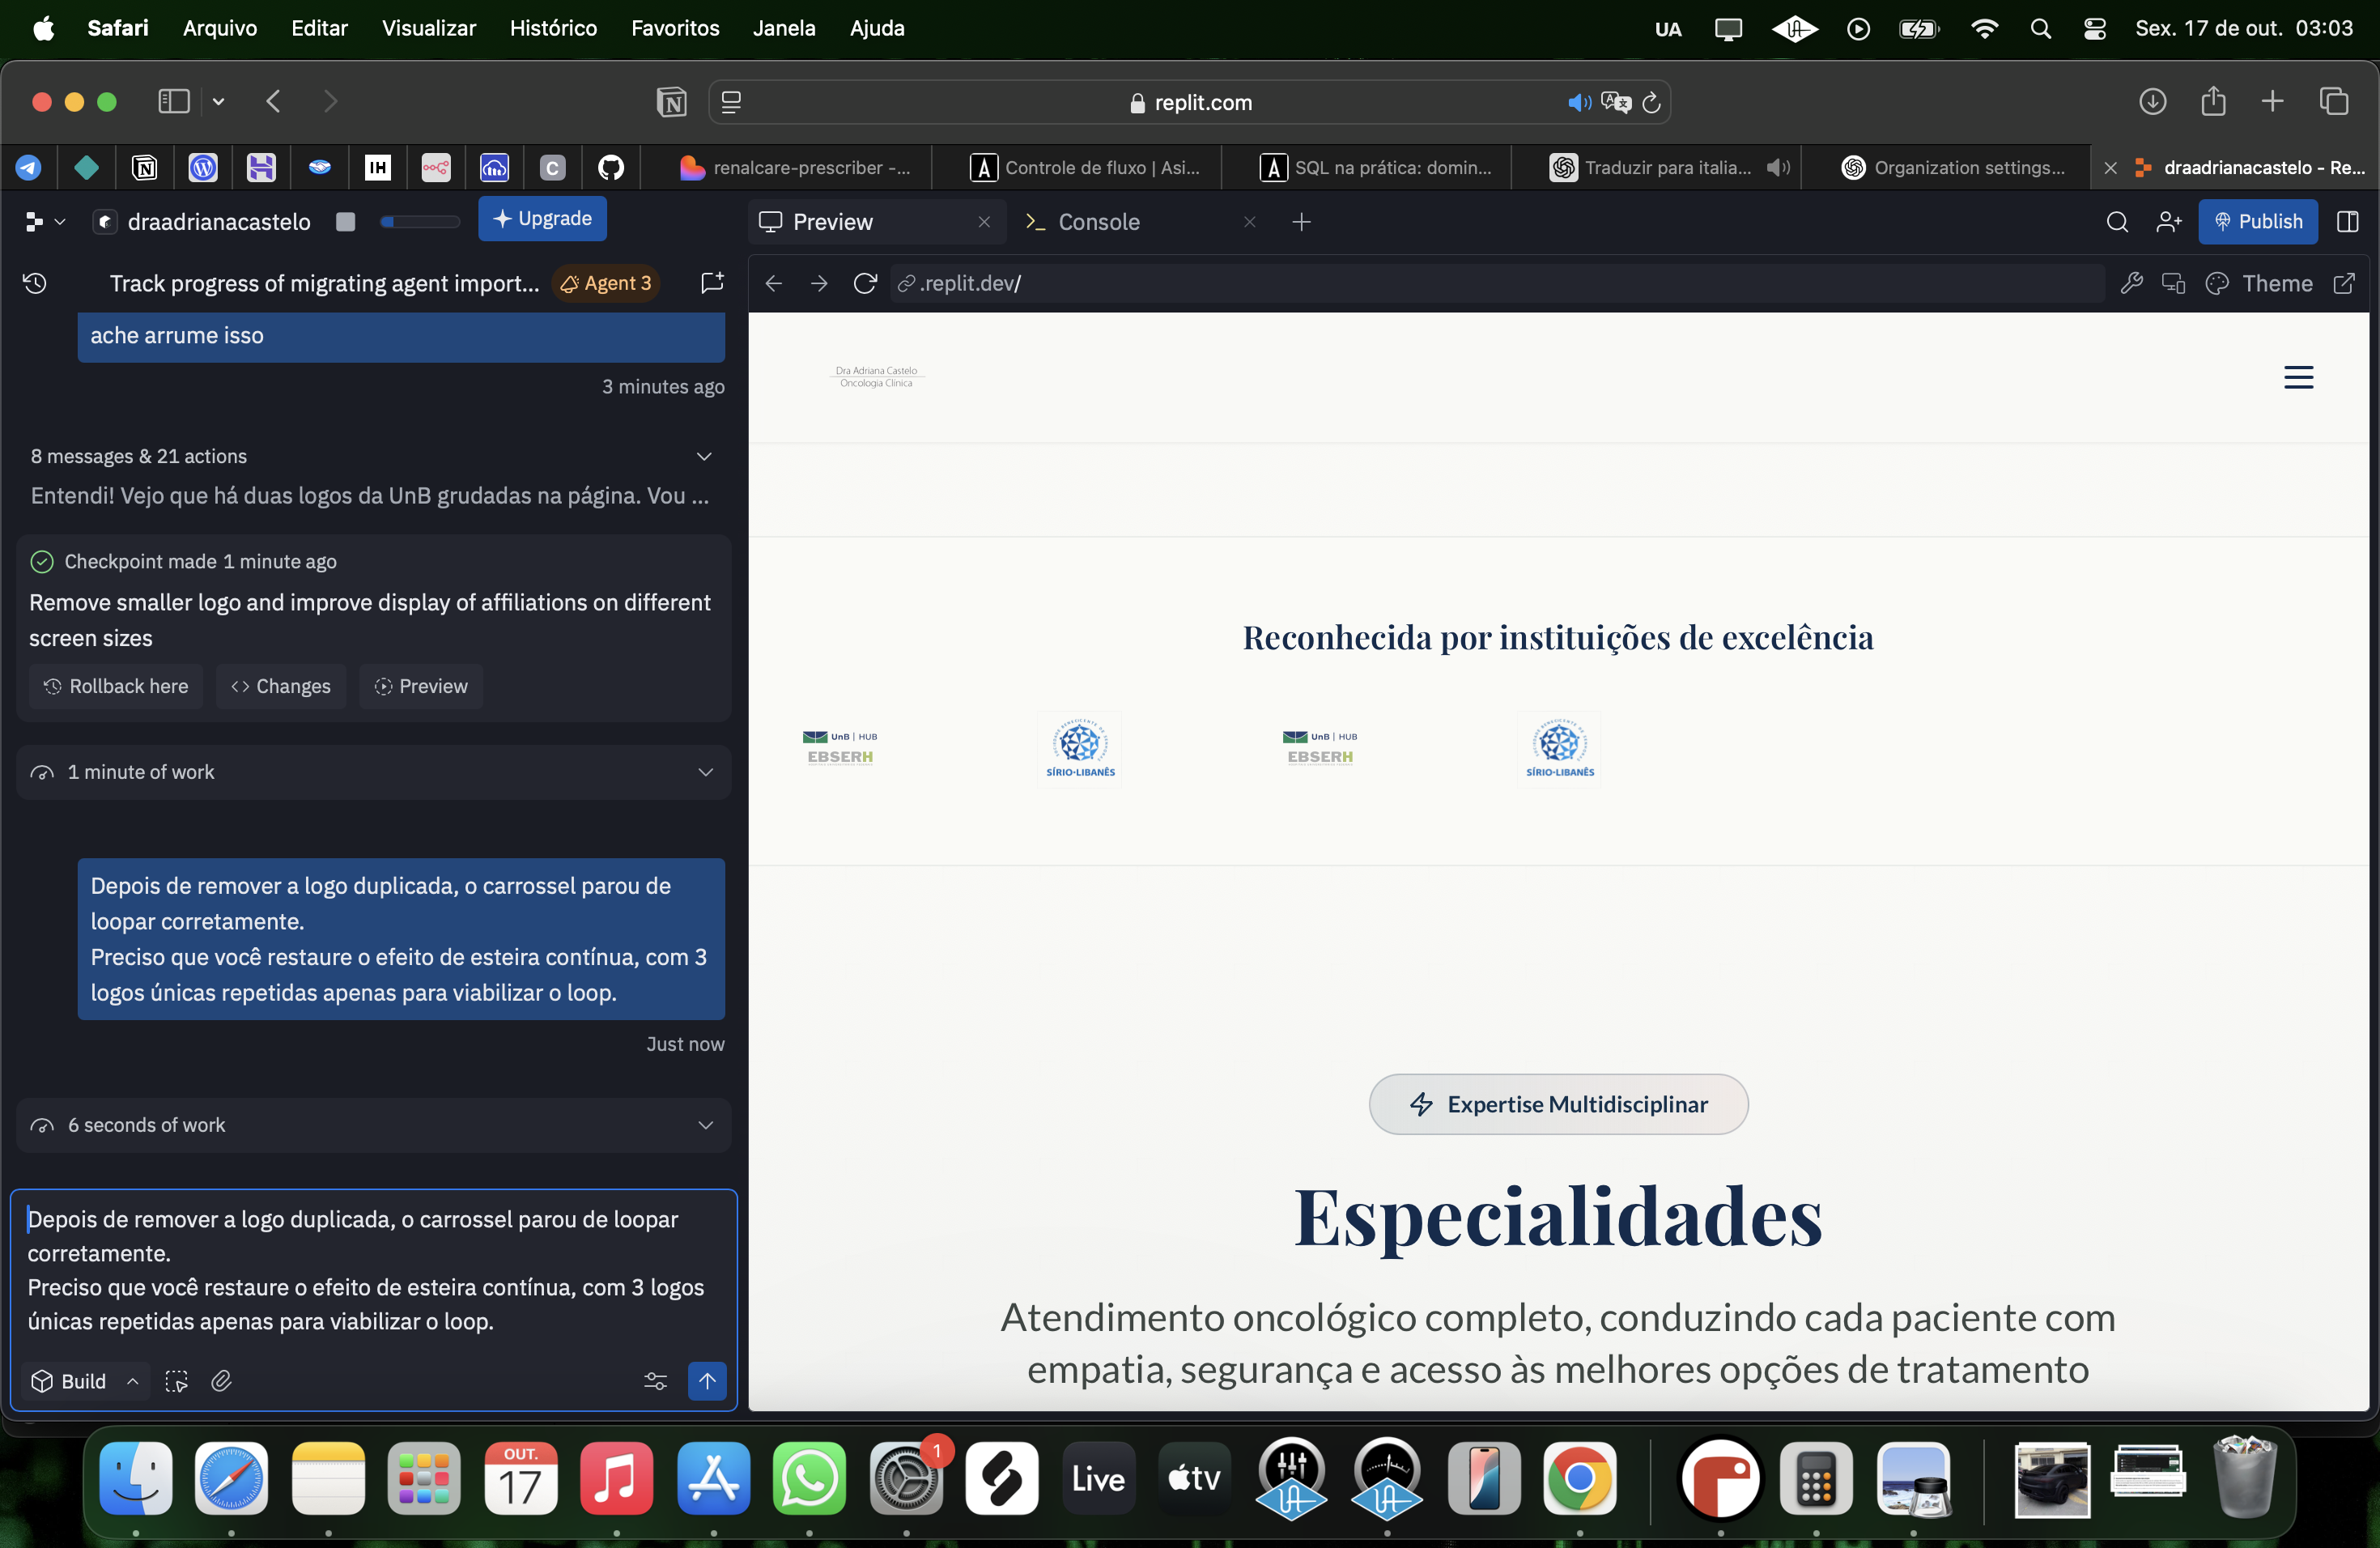 Safari Arquivo Editar Visualizar Histórico Favoritos Janela Ajuda
UA Sex. 17 de out. 03:03
replit.com
renalcare-prescriber -...
Controle de fluxo | Asi...
SQL na prática: domin...
Traduzir para italia...
Organization settings...
draadrianacastelo - Re...
draadrianacastelo
Upgrade
Preview
Console
Publish
Track progress of migrating agent import...
Agent 3
.replit.dev/
Theme
ache arrume isso
3 minutes ago
8 messages & 21 actions
Entendi! Vejo que há duas logos da UnB grudadas na página. Vou ...
Checkpoint made 1 minute ago
Remove smaller logo and improve display of affiliations on different
screen sizes
Rollback here
Changes
Preview
1 minute of work
Depois de remover a logo duplicada, o carrossel parou de
loopar corretamente.
Preciso que você restaure o efeito de esteira contínua, com 3
logos únicas repetidas apenas para viabilizar o loop.
Just now
6 seconds of work
Depois de remover a logo duplicada, o carrossel parou de loopar
corretamente.
Preciso que você restaure o efeito de esteira contínua, com 3 logos
únicas repetidas apenas para viabilizar o loop.
Build
Dra Adriana Castelo
Oncologia Clínica
Reconhecida por instituições de excelência
UnB | HUB
EBSERH
SÍRIO-LIBANÊS
UnB | HUB
EBSERH
SÍRIO-LIBANÊS
Expertise Multidisciplinar
Especialidades
Atendimento oncológico completo, conduzindo cada paciente com
empatia, segurança e acesso às melhores opções de tratamento
OUT.
17
1
Live
tv